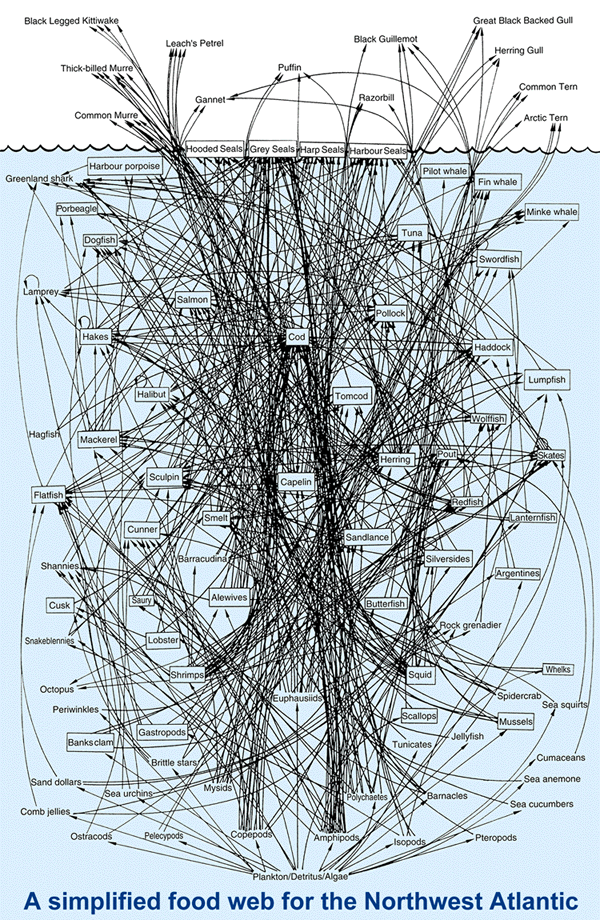 Black Legged Kittiwake
Great Black Backed Gull
Leach's Petrel
Black Guillemot
Herring Gull
Thick-billed Murre
Puffin
Common Tern
Gannet
Razorbill
Common Murre
Arctic Tern
Hooded Seals
Grey Seals
Harp Seals
Harbour Seals
Harbour porpoise
Pilot whale
Greenland shark
Fin whale
Porbeagle
Minke whale
Tuna
Dogfish
Swordfish
Lamprey
Salmon
Pollock
Hakes
Cod
Haddock
Lumpfish
Halibut
Tomcod
Wolffish
Hagfish
Mackerel
Herring
Pout
Skates
Sculpin
Capelin
Flatfish
Redfish
Smelt
Lanternfish
Cunner
Sandlance
Barracudina
Silversides
Shannies
Argentines
Saury
Alewives
Butterfish
Cusk
Rock grenadier
Snakeblennies
Lobster
Shrimps
Squid
Whelks
Octopus
Euphausiids
Spidercrab
Sea squirts
Periwinkles
Scallops
Mussels
Gastropods
Jellyfish
Banksclam
Tunicates
Brittle stars
Cumaceans
Sand dollars
Sea anemone
Mysids
Sea urchins
Polychaetes
Barnacles
Sea cucumbers
Comb jellies
Ostracods
Pelecypods
Copepods
Amphipods
Isopods
Pteropods
Plankton/Detritus/Algae
A simplified food web for the Northwest Atlantic